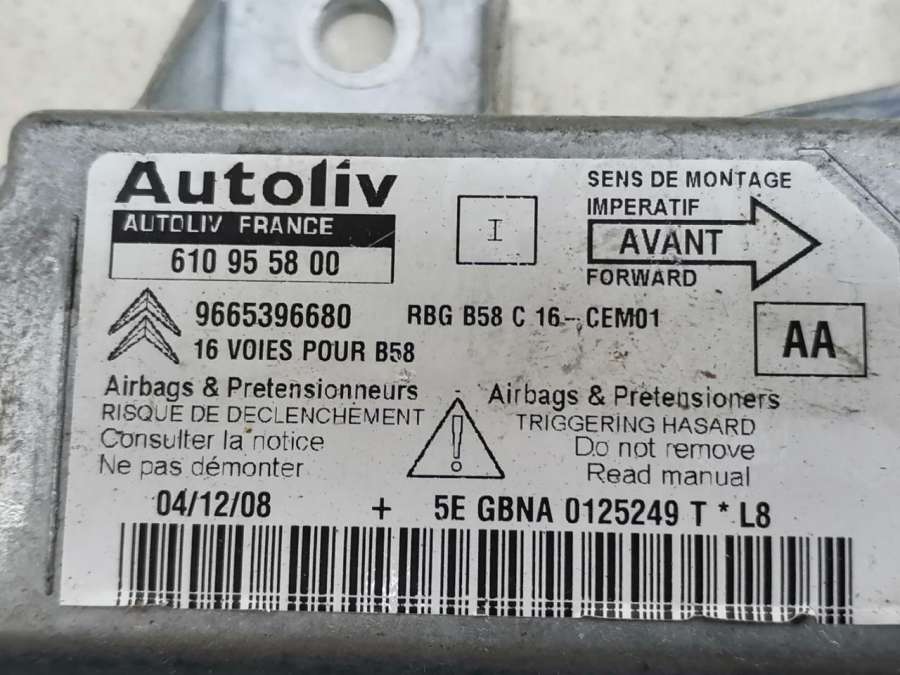 Autoliv
AUTOLIV FRANCE
610 95 58 00
I
SENS DE MONTAGE
IMPERATIF
AVANT
FORWARD
9665396680 RBG B58 C 16-CEM01
16 VOIES POUR B58
AA
Airbags & Pretensionneurs
RISQUE DE DECLENCHEMENT
Consulter la notice
Ne pas démonter
Airbags & Pretensioners
TRIGGERING HASARD
Do not remove
Read manual
04/12/08 + 5E GBNA 0125249 T * L8